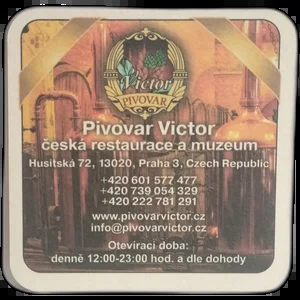 Victor
PIVOVAR
Pivovar Victor
česká restaurace a muzeum
Husitská 72, 13020, Praha 3, Czech Republic
+420 601 577 477
+420 739 054 329
+420 222 781 291
www.pivovarvictor.cz
info@pivovarvictor.cz
Otevírací doba:
denně 12:00-23:00 hod. a dle dohody